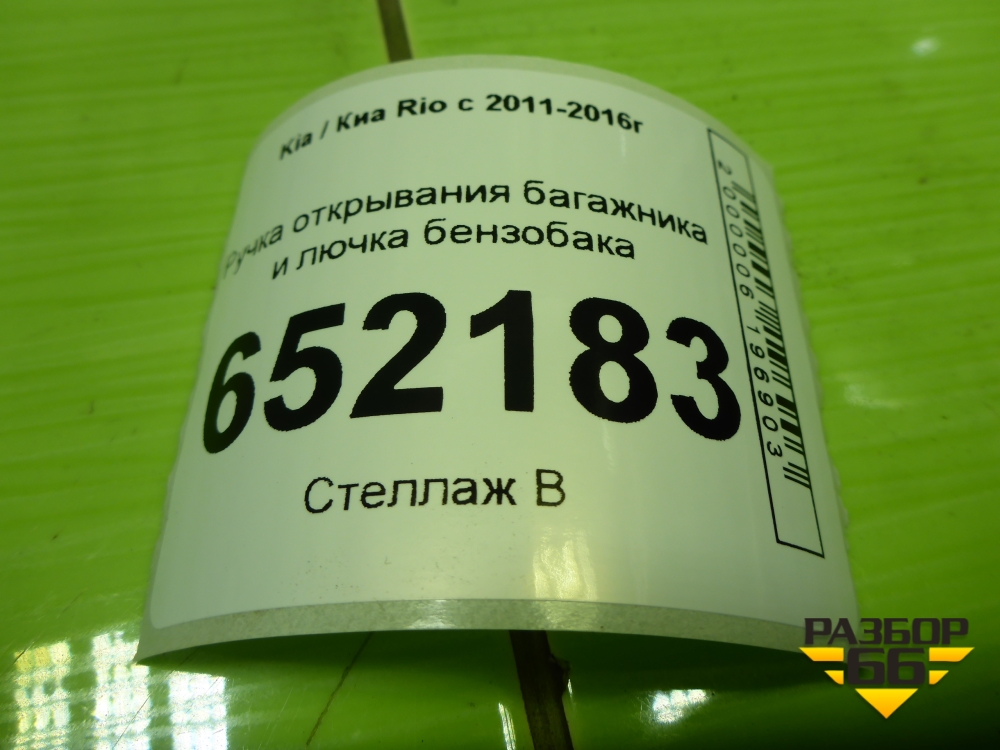 Kia / Киа Rio с 2011-2016г
Ручка открывания багажника
и лючка бензобака
652183
Стеллаж В
2000006196903
РАЗБОР
66